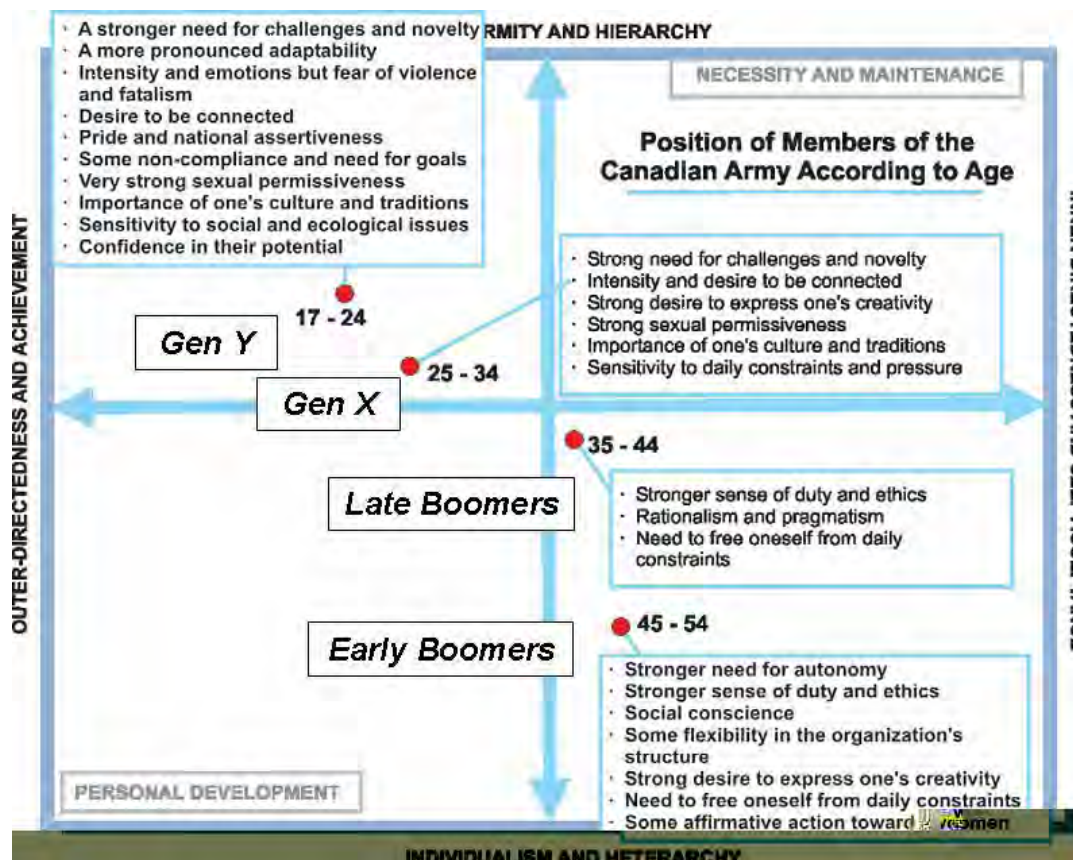 · A stronger need for challenges and novelty
· A more pronounced adaptability
· Intensity and emotions but fear of violence
and fatalism
· Desire to be connected
· Pride and national assertiveness
· Some non-compliance and need for goals
· Very strong sexual permissiveness
· Importance of one's culture and traditions
· Sensitivity to social and ecological issues
· Confidence in their potential
RMITY AND HIERARCHY
NECESSITY AND MAINTENANCE
Position of Members of the
Canadian Army According to Age
OUTER-DIRECTEDNESS AND ACHIEVEMENT
· Strong need for challenges and novelty
· Intensity and desire to be connected
· Strong desire to express one's creativity
· Strong sexual permissiveness
· Importance of one's culture and traditions
· Sensitivity to daily constraints and pressure
17 - 24
Gen Y
25 - 34
Gen X
35 - 44
Late Boomers
· Stronger sense of duty and ethics
· Rationalism and pragmatism
· Need to free oneself from daily
constraints
45 - 54
Early Boomers
· Stronger need for autonomy
· Stronger sense of duty and ethics
· Social conscience
· Some flexibility in the organization's
structure
· Strong desire to express one's creativity
· Need to free oneself from daily constraints
· Some affirmative action toward women
PERSONAL DEVELOPMENT
INDIVIDUALISM AND HETERARCHY